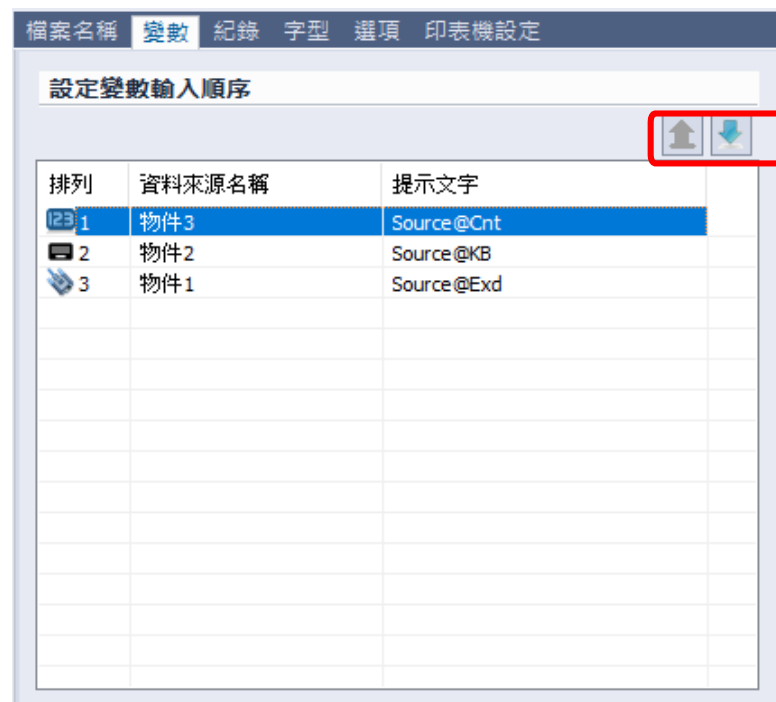 檔案名稱 變數 紀錄 字型 選項 印表機設定
設定變數輸入順序
排列 資料來源名稱 提示文字
123 1 物件3 Source@Cnt
2 物件2 Source@KB
3 物件1 Source@Exd